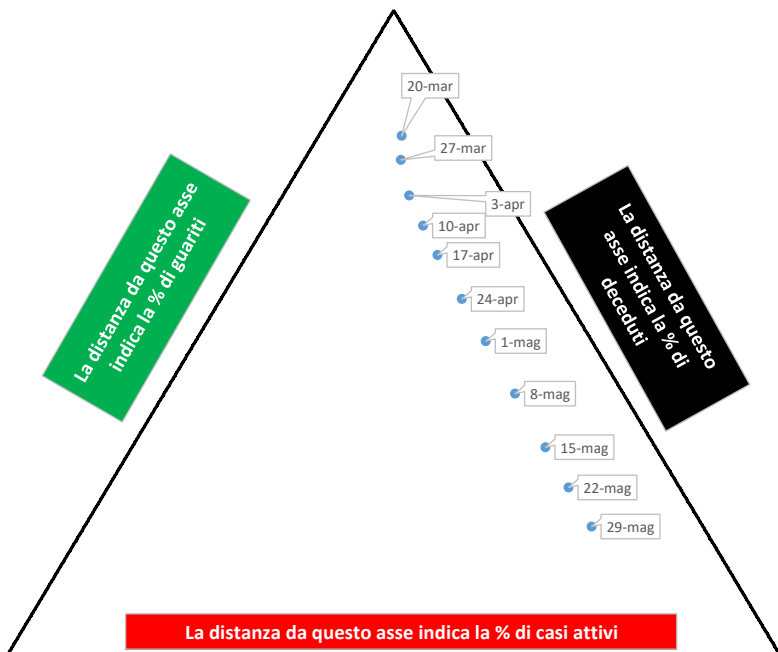 20-mar
27-mar
3-apr
10-apr
17-apr
24-apr
1-mag
8-mag
15-mag
22-mag
29-mag
La distanza da questo asse
indica la % di guariti
La distanza da questo
asse indica la % di
deceduti
La distanza da questo asse indica la % di casi attivi